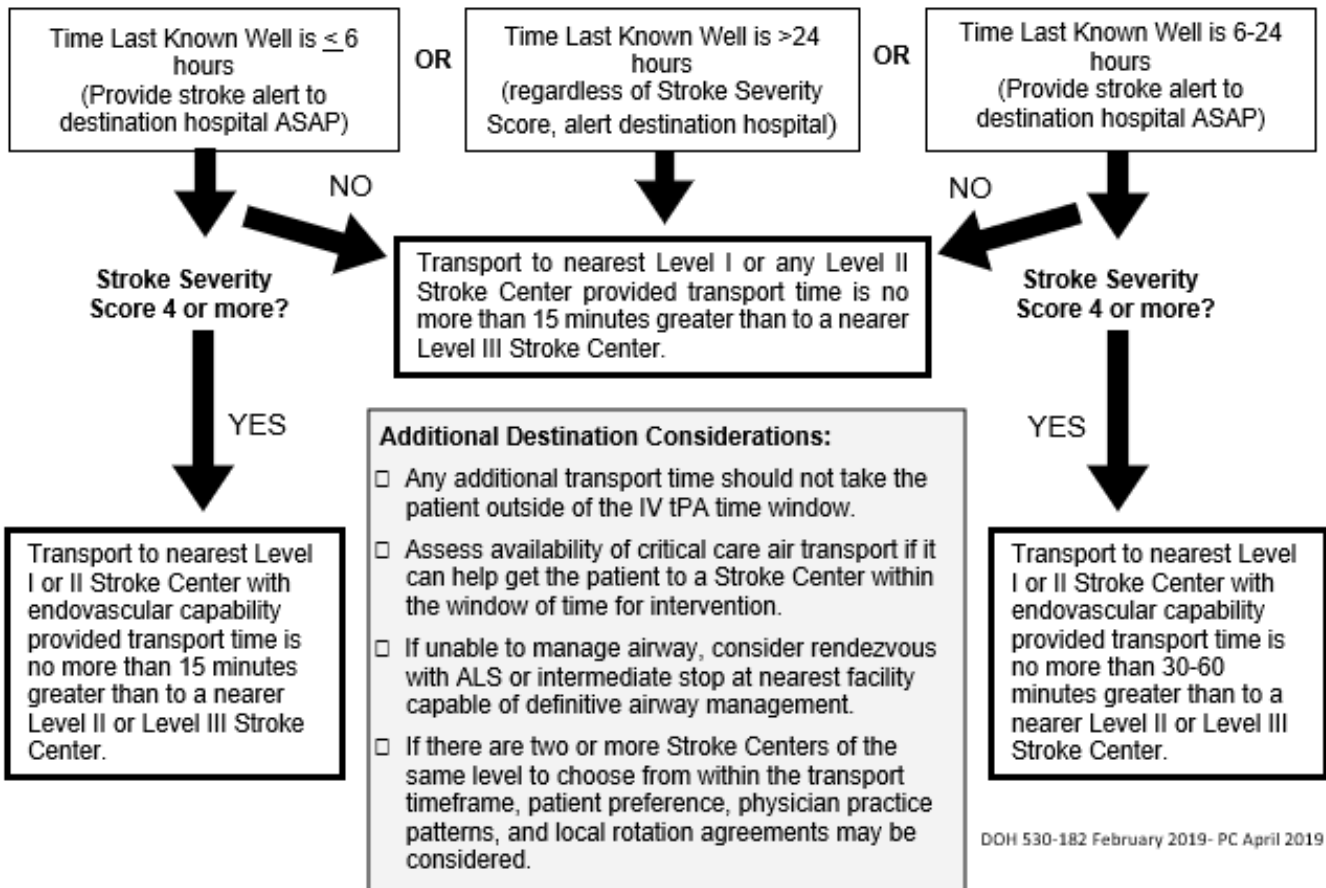 Time Last Known Well is ≤ 6
hours
(Provide stroke alert to
destination hospital ASAP)
OR
Time Last Known Well is >24
hours
(regardless of Stroke Severity
Score, alert destination hospital)
OR
Time Last Known Well is 6-24
hours
(Provide stroke alert to
destination hospital ASAP)
NO
NO
Stroke Severity
Score 4 or more?
Transport to nearest Level I or any Level II
Stroke Center provided transport time is no
more than 15 minutes greater than to a nearer
Level III Stroke Center.
Stroke Severity
Score 4 or more?
YES
YES
Transport to nearest Level
I or II Stroke Center with
endovascular capability
provided transport time is
no more than 15 minutes
greater than to a nearer
Level II or Level III Stroke
Center.
Additional Destination Considerations:
□ Any additional transport time should not take the
patient outside of the IV tPA time window.
□ Assess availability of critical care air transport if it
can help get the patient to a Stroke Center within
the window of time for intervention.
□ If unable to manage airway, consider rendezvous
with ALS or intermediate stop at nearest facility
capable of definitive airway management.
□ If there are two or more Stroke Centers of the
same level to choose from within the transport
timeframe, patient preference, physician practice
patterns, and local rotation agreements may be
considered.
Transport to nearest Level
I or II Stroke Center with
endovascular capability
provided transport time is
no more than 30-60
minutes greater than to a
nearer Level II or Level III
Stroke Center.
DOH 530-182 February 2019- PC April 2019